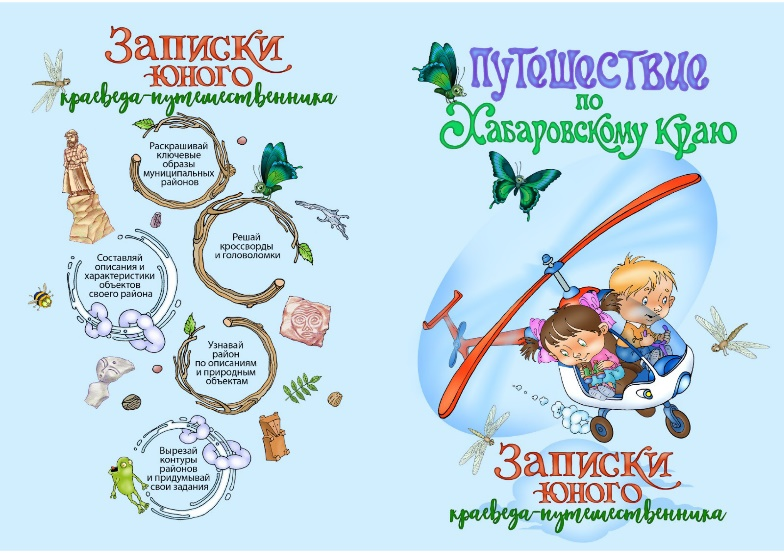 Записки
юного
краеведа-путешественника
Раскрашивай
ключевые
образы
муниципальных
районов
Решай
кроссворды
и головоломки
Составляй
описания и
характеристики
объектов
своего района
Узнавай
район
по описаниям
и природным
объектам
Вырезай
контуры
районов
и придумывай
свои задания
Путешествие
по
Хабаровскому краю
Записки
юного
краеведа-путешественника